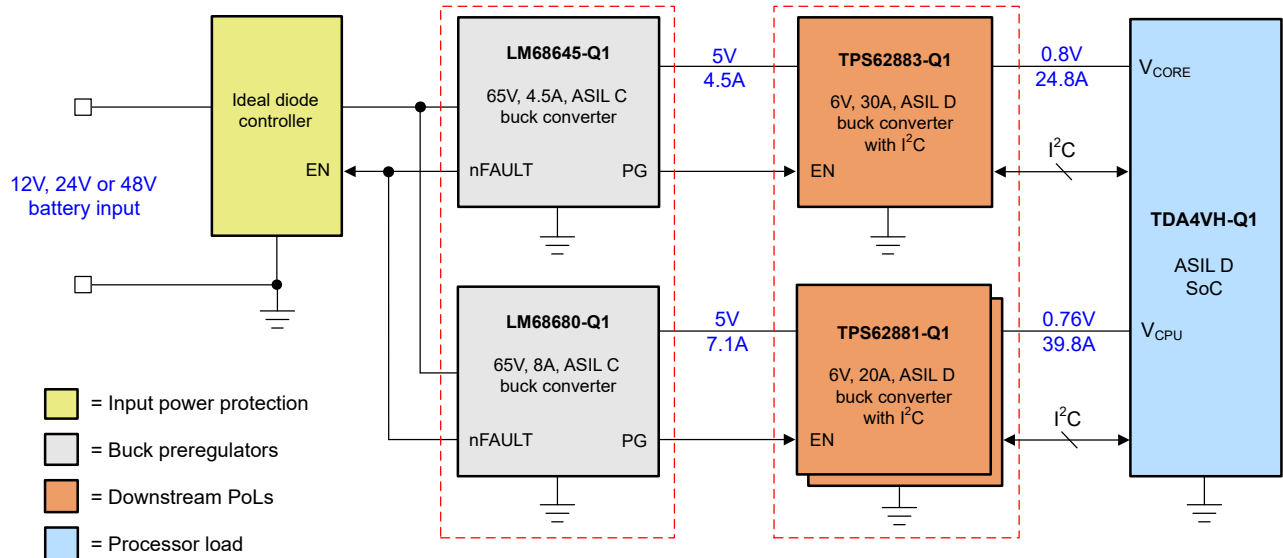 12V, 24V or 48V
battery input
Ideal diode
controller
EN
LM68645-Q1
65V, 4.5A, ASIL C
buck converter
nFAULT
PG
5V
4.5A
TPS62883-Q1
6V, 30A, ASIL D
buck converter
with I²C
EN
0.8V
24.8A
I²C
LM68680-Q1
65V, 8A, ASIL C
buck converter
nFAULT
PG
5V
7.1A
TPS62881-Q1
6V, 20A, ASIL D
buck converter
with I²C
EN
0.76V
39.8A
I²C
V_CORE
TDA4VH-Q1
ASIL D
SoC
V_CPU
= Input power protection
= Buck preregulators
= Downstream PoLs
= Processor load